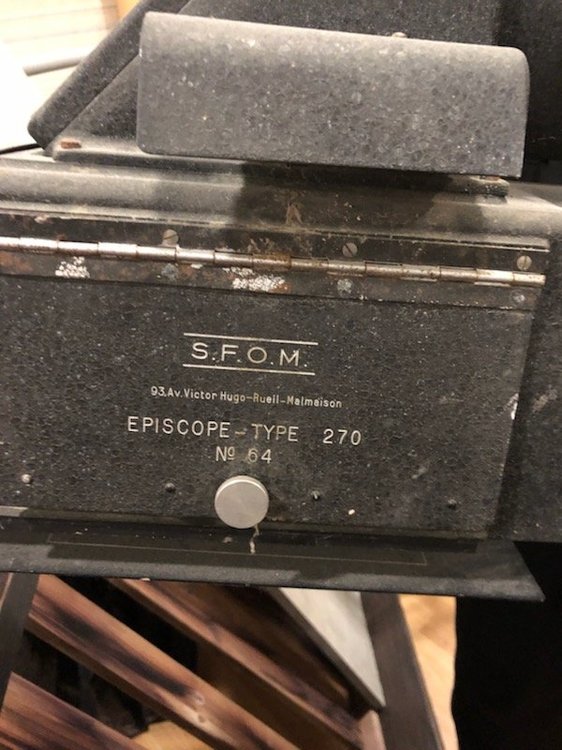 S.F.O.M.
93.Av.Victor Hugo-Rueil-Malmaison
EPISCOPE-TYPE 270
Nº 64